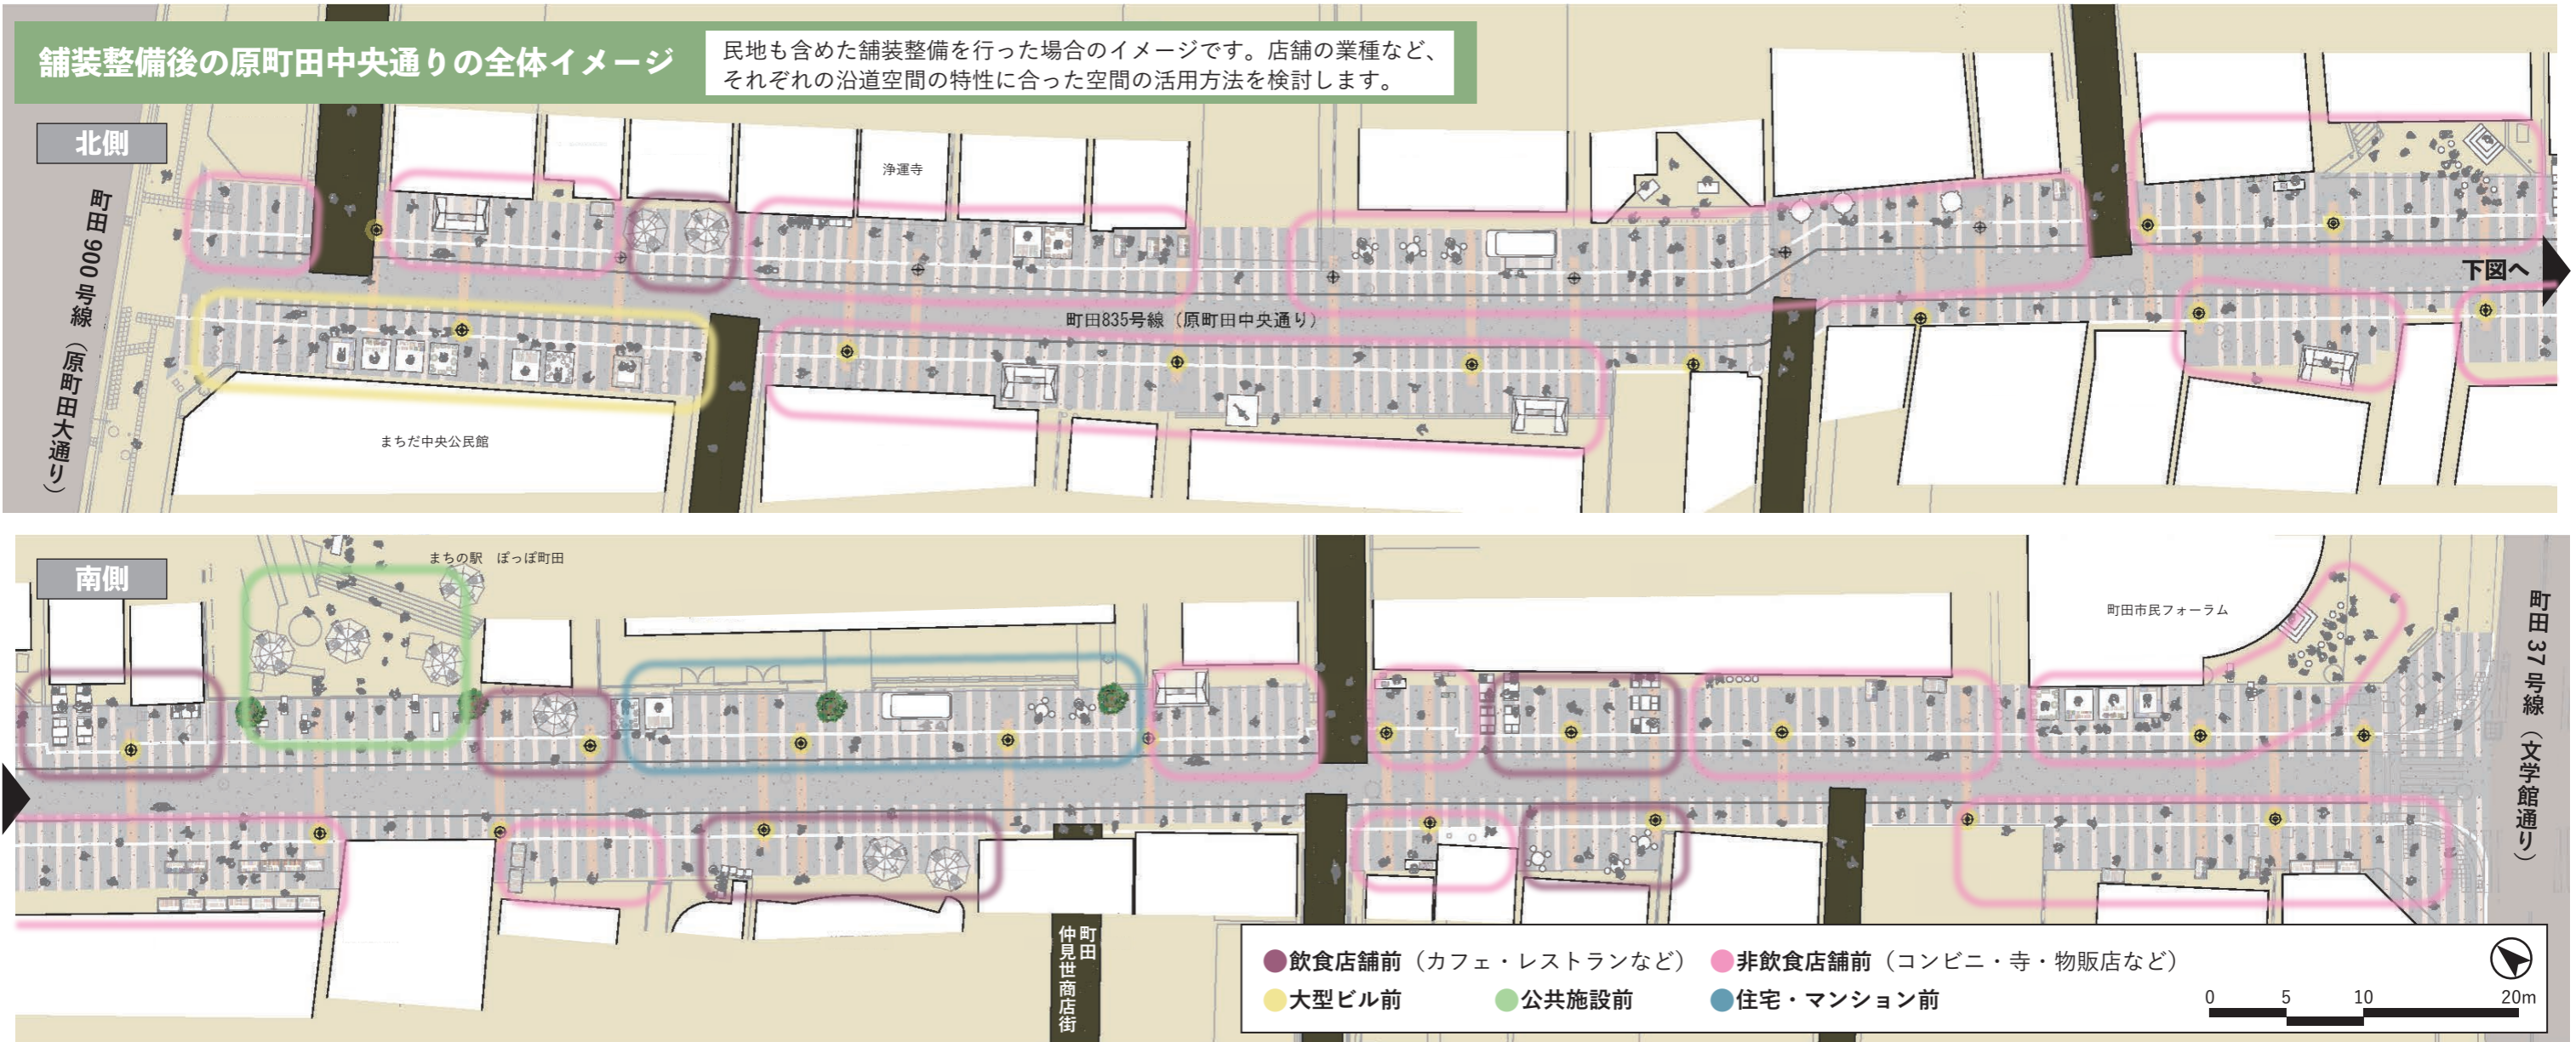 舗装整備後の原町田中央通りの全体イメージ
民地も含めた舗装整備を行った場合のイメージです。店舗の業種など、
それぞれの沿道空間の特性に合った空間の活用方法を検討します。
北側
町田 900 号線（原町田大通り）
浄運寺
町田835号線（原町田中央通り）
まちだ中央公民館
下図へ
南側
まちの駅 ぽっぽ町田
町田市民フォーラム
町田 37 号線（文学館通り）
町田
仲見世商店街
飲食店舗前（カフェ・レストランなど）
非飲食店舗前（コンビニ・寺・物販店など）
大型ビル前
公共施設前
住宅・マンション前
0 5 10 20m